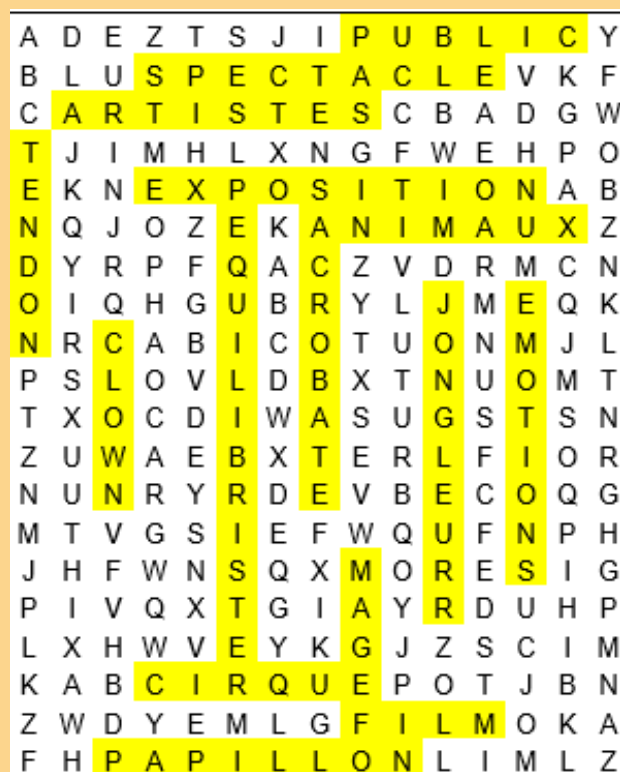 A D E Z T S J I P U B L I C Y
B L U S P E C T A C L E V K F
C A R T I S T E S C B A D G W
T J I M H L X N G F W E H P O
E K N E X P O S I T I O N A B
N Q J O Z E K A N I M A U X Z
D Y R P F Q A C Z V D R M C N
O I Q H G U B R Y L J M E Q K
N R C A B I C O T U O N M J L
P S L O V L D B X T N U O M T
T X O C D I W A S U G S T S N
Z U W A E B X T E R L F I O R
N U N R Y R D E V B E C O Q G
M T V G S I E F W Q U F N P H
J H F W N S Q X M O R E S I G
P I V Q X T G I A Y R D U H P
L X H W V E Y K G J Z S C I M
K A B C I R Q U E P O T J B N
Z W D Y E M L G F I L M O K A
F H P A P I L L O N L I M L Z